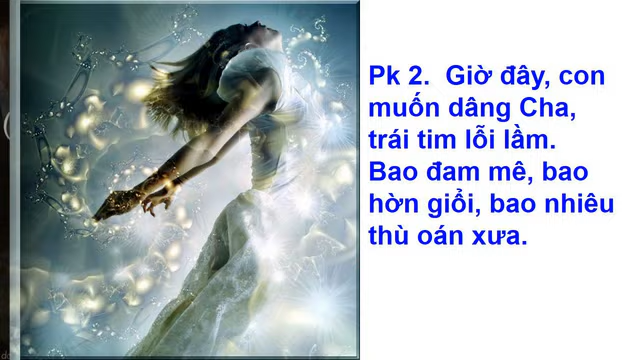 Pk 2.  Giờ đây, con
muốn dâng Cha,
trái tim lỗi lầm.
Bao đam mê, bao
hờn giổi, bao nhiêu
thù oán xưa.